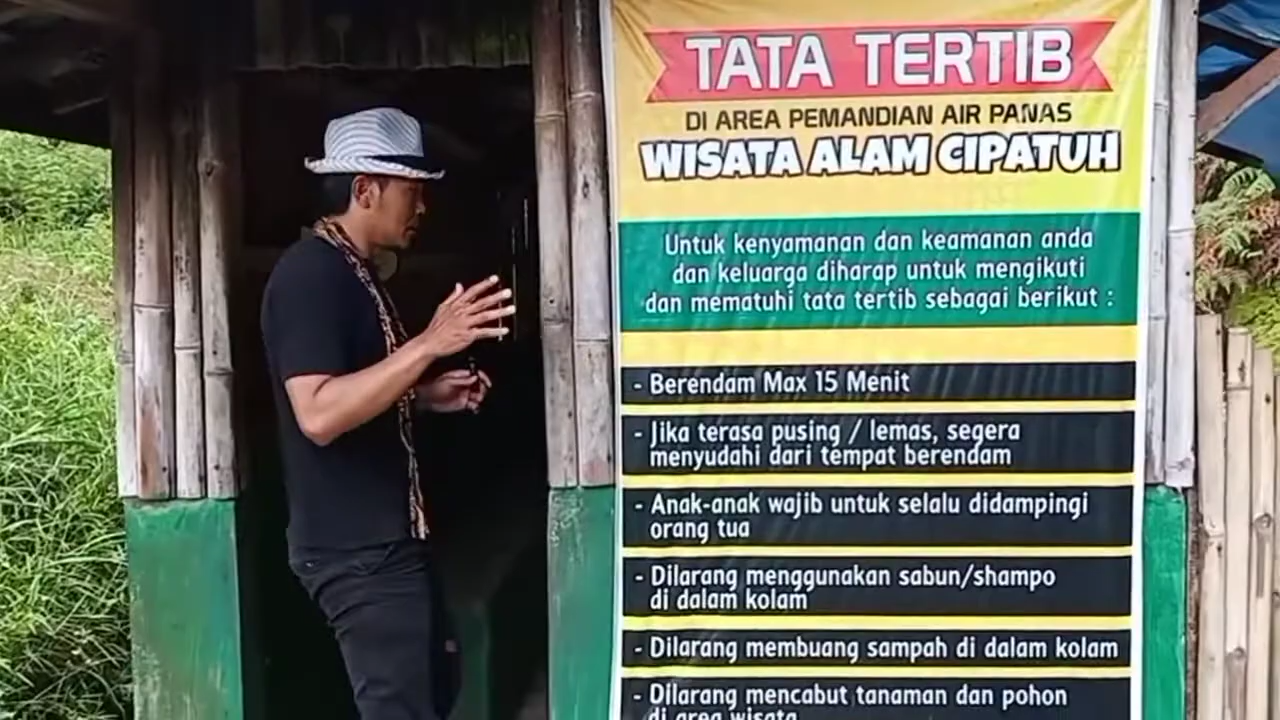 TATA TERTIB
DI AREA PEMANDIAN AIR PANAS
WISATA ALAM CIPATUH
Untuk kenyamanan dan keamanan anda
dan keluarga diharap untuk mengikuti
dan mematuhi tata tertib sebagai berikut :
- Berendam Max 15 Menit
- Jika terasa pusing / lemas, segera
menyudahi dari tempat berendam
- Anak-anak wajib untuk selalu didampingi
orang tua
- Dilarang menggunakan sabun/shampo
di dalam kolam
- Dilarang membuang sampah di dalam kolam
- Dilarang mencabut tanaman dan pohon
di area wisata